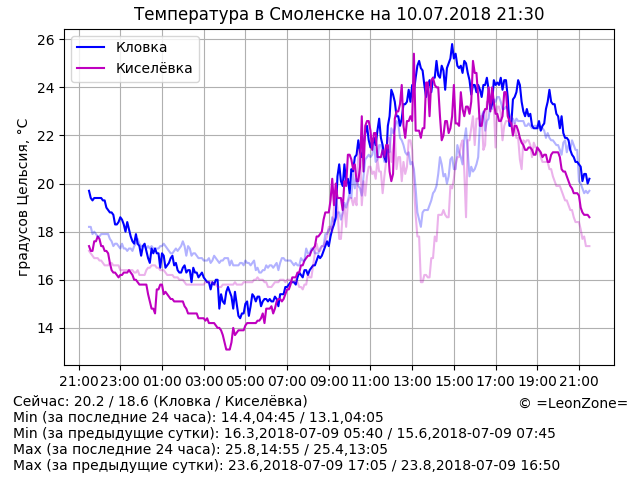 Температура в Смоленске на 10.07.2018 21:30
Кловка
Киселёвка
градусов Цельсия, °C
26
24
22
20
18
16
14
21:00 23:00 01:00 03:00 05:00 07:00 09:00 11:00 13:00 15:00 17:00 19:00 21:00
Сейчас: 20.2 / 18.6 (Кловка / Киселёвка)
© =LeonZone=
Min (за последние 24 часа): 14.4,04:45 / 13.1,04:05
Min (за предыдущие сутки): 16.3,2018-07-09 05:40 / 15.6,2018-07-09 07:45
Max (за последние 24 часа): 25.8,14:55 / 25.4,13:05
Max (за предыдущие сутки): 23.6,2018-07-09 17:05 / 23.8,2018-07-09 16:50